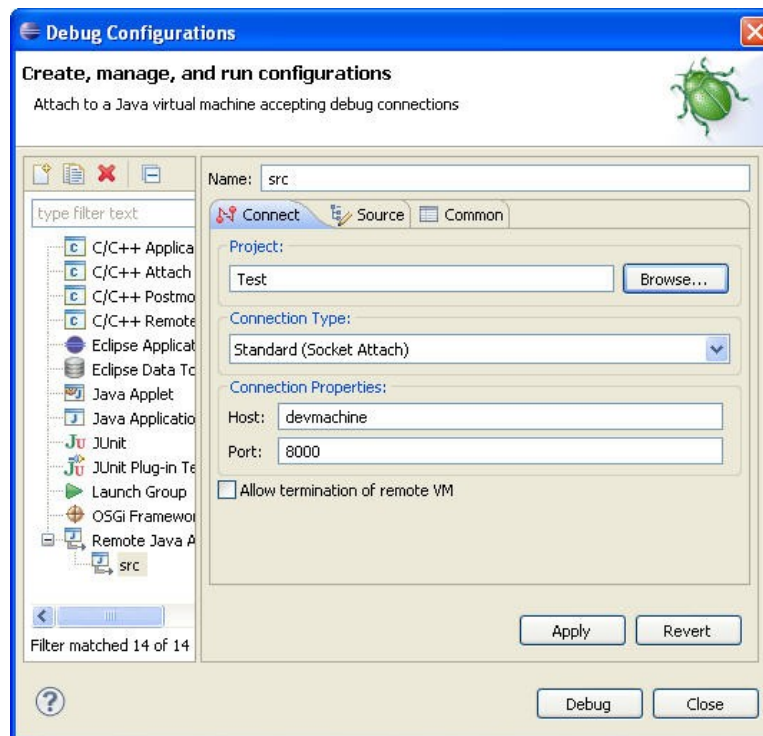 Debug Configurations
Create, manage, and run configurations
Attach to a Java virtual machine accepting debug connections
type filter text
C/C++ Applica
C/C++ Attach
C/C++ Postmo
C/C++ Remote
Eclipse Applicat
Eclipse Data To
Java Applet
Java Applicatio
JUnit
JUnit Plug-in Te
Launch Group
OSGi Framewor
Remote Java A
src
Filter matched 14 of 14
Name: src
Connect Source Common
Project:
Test Browse...
Connection Type:
Standard (Socket Attach)
Connection Properties:
Host: devmachine
Port: 8000
Allow termination of remote VM
Apply Revert
Debug Close